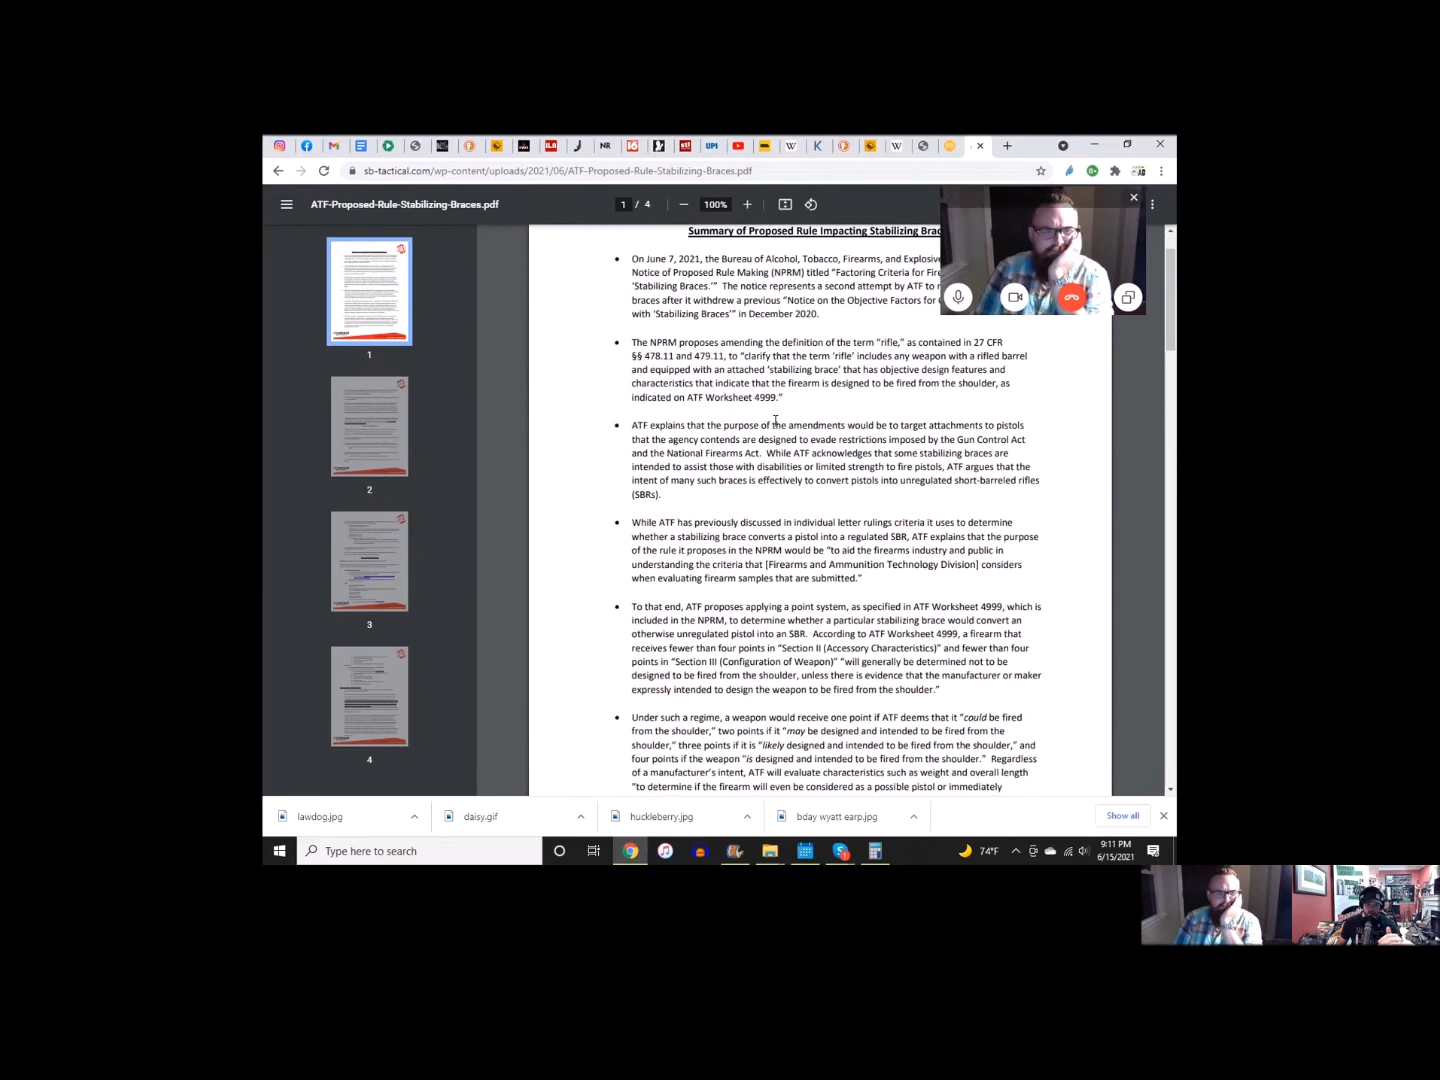 NR
UPI
W
K
W
sb-tactical.com/wp-content/uploads/2021/06/ATF-Proposed-Rule-Stabilizing-Braces.pdf
ATF-Proposed-Rule-Stabilizing-Braces.pdf
1 / 4
100%
Summary of Proposed Rule Impacting Stabilizing
• On June 7, 2021, the Bureau of Alcohol, Tobacco, Firearms, and
Notice of Proposed Rule Making (NPRM) titled "Factoring Criteria for
'Stabilizing Braces.'" The notice represents a second attempt by ATF to
braces after it withdrew a previous "Notice on the Objective Factors for
with 'Stabilizing Braces'" in December 2020.
• The NPRM proposes amending the definition of the term "rifle," as contained in 27 CFR
§§ 478.11 and 479.11, to "clarify that the term 'rifle' includes any weapon with a rifled barrel
and equipped with an attached 'stabilizing brace' that has objective design features and
characteristics that indicate that the firearm is designed to be fired from the shoulder, as
indicated on ATF Worksheet 4999."
• ATF explains that the purpose of the amendments would be to target attachments to pistols
that the agency contends are designed to evade restrictions imposed by the Gun Control Act
and the National Firearms Act. While ATF acknowledges that some stabilizing braces are
intended to assist those with disabilities or limited strength to fire pistols, ATF argues that the
intent of many such braces is effectively to convert pistols into unregulated short-barreled rifles
(SBRs).
• While ATF has previously discussed in individual letter rulings criteria it uses to determine
whether a stabilizing brace converts a pistol into a regulated SBR, ATF explains that the purpose
of the rule it proposes in the NPRM would be "to aid the firearms industry and public in
understanding the criteria that [Firearms and Ammunition Technology Division] considers
when evaluating firearm samples that are submitted."
• To that end, ATF proposes applying a point system, as specified in ATF Worksheet 4999, which is
included in the NPRM, to determine whether a particular stabilizing brace would convert an
otherwise unregulated pistol into an SBR. According to ATF Worksheet 4999, a firearm that
receives fewer than four points in "Section II (Accessory Characteristics)" and fewer than four
points in "Section III (Configuration of Weapon)" "will generally be determined not to be
designed to be fired from the shoulder, unless there is evidence that the manufacturer or maker
expressly intended to design the weapon to be fired from the shoulder."
• Under such a regime, a weapon would receive one point if ATF deems that it "could be fired
from the shoulder," two points if it "may be designed and intended to be fired from the
shoulder," three points if it is "likely designed and intended to be fired from the shoulder," and
four points if the weapon "is designed and intended to be fired from the shoulder." Regardless
of a manufacturer's intent, ATF will evaluate characteristics such as weight and overall length
"to determine if the firearm will even be considered as a possible pistol or immediately
1
2
3
4
lawdog.jpg
daisy.gif
huckleberry.jpg
bday wyatt earp.jpg
Show all
Type here to search
74°F
9:11 PM
6/15/2021